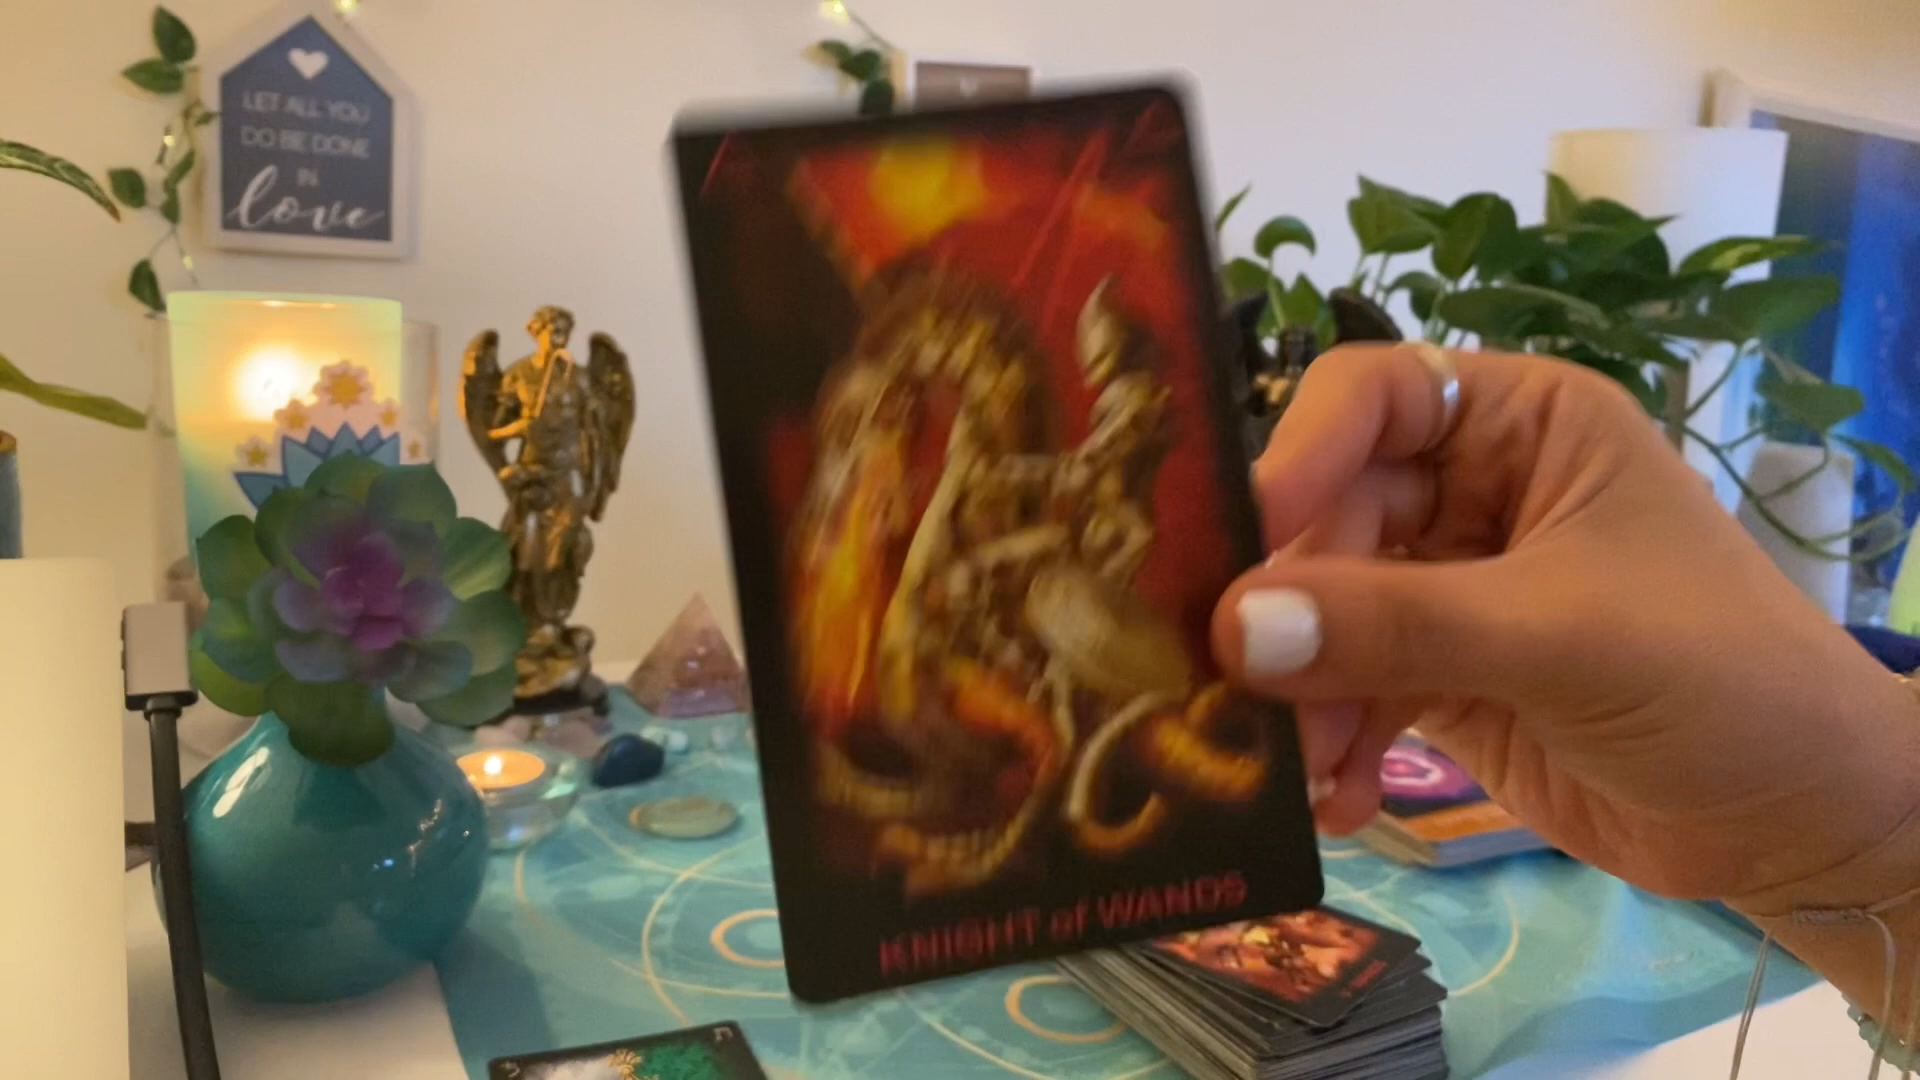 LET ALL YOU
DO BE DONE
IN
love
KNIGHT of WANDS